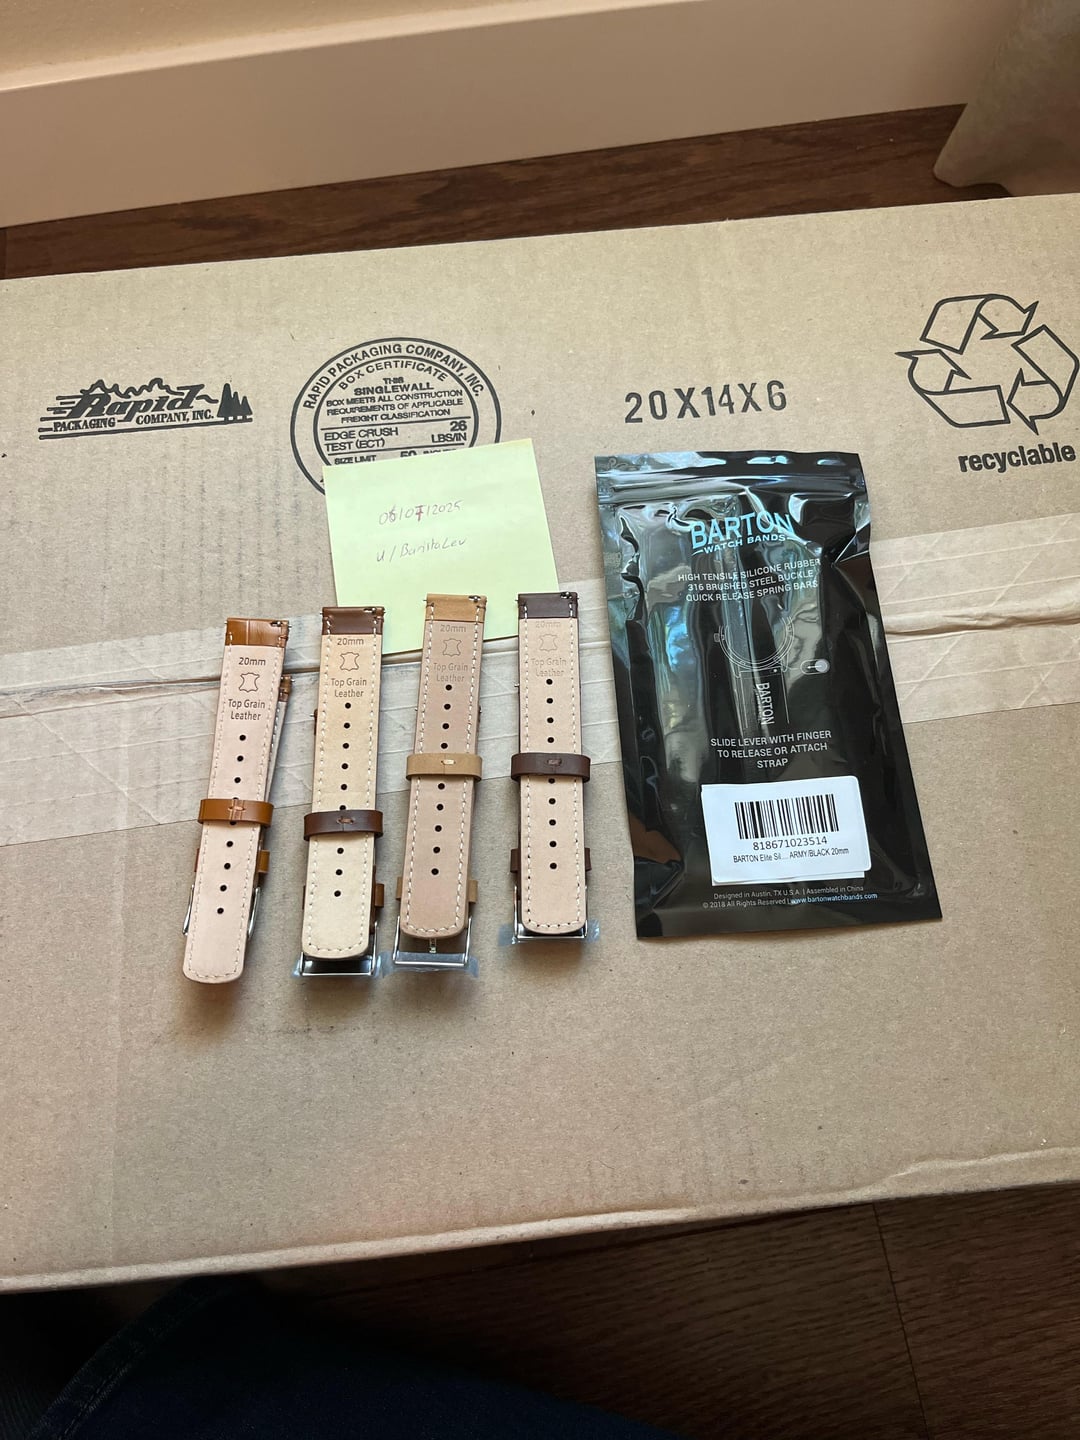 Rapid
PACKAGING COMPANY, INC.
RAPID PACKAGING COMPANY, INC.
BOX CERTIFICATE
THIS
SINGLEWALL
BOX MEETS ALL CONSTRUCTION
REQUIREMENTS OF APPLICABLE
FREIGHT CLASSIFICATION
EDGE CRUSH 26
TEST (ECT) LBS/IN
SIZE LIMIT
20X14X6
recyclable
u/BaristaLev
20mm
Top Grain
Leather
20mm
Top Grain
Leather
20mm
Top Grain
Leather
20mm
Top Grain
Leather
BARTON
WATCH BANDS
HIGH TENSILE SILICONE RUBBER
316 BRUSHED STEEL BUCKLE
QUICK RELEASE SPRING BARS
BARTON
SLIDE LEVER WITH FINGER
TO RELEASE OR ATTACH
STRAP
818671023514
BARTON Elite Sil.... ARMY/BLACK 20mm
Designed in Austin, TX U.S.A. | Assembled in China
© 2018 All Rights Reserved | www.bartonwatchbands.com